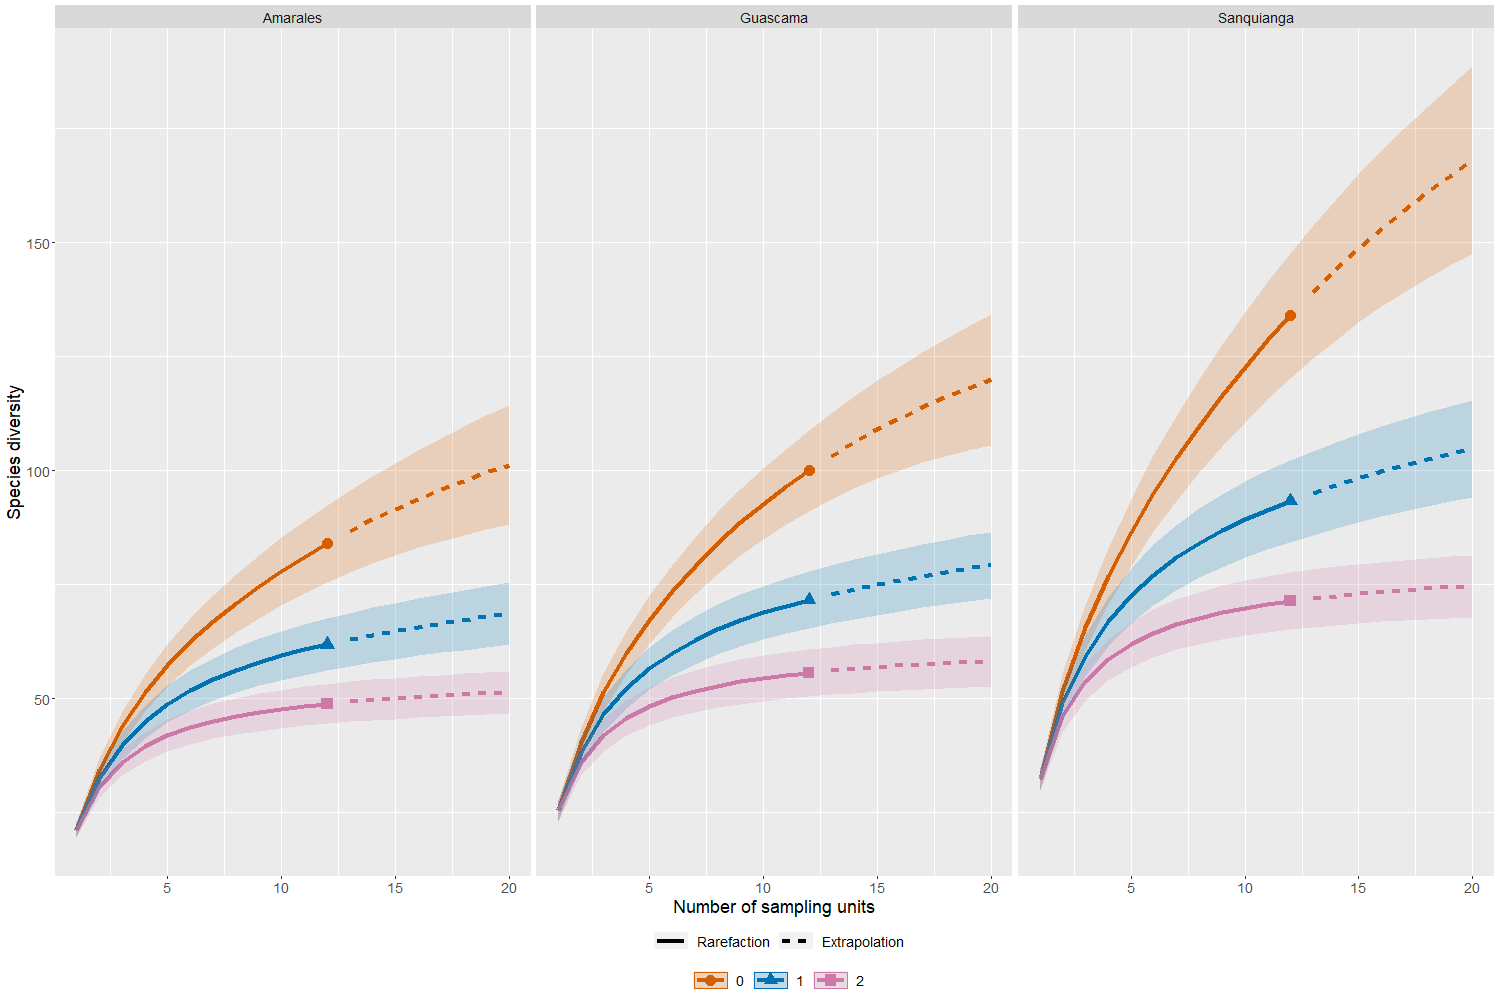 Amarales Guascama Sanquianga
Species diversity
150
100
50
5 10 15 20 5 10 15 20 5 10 15 20
Number of sampling units
Rarefaction Extrapolation
0 1 2